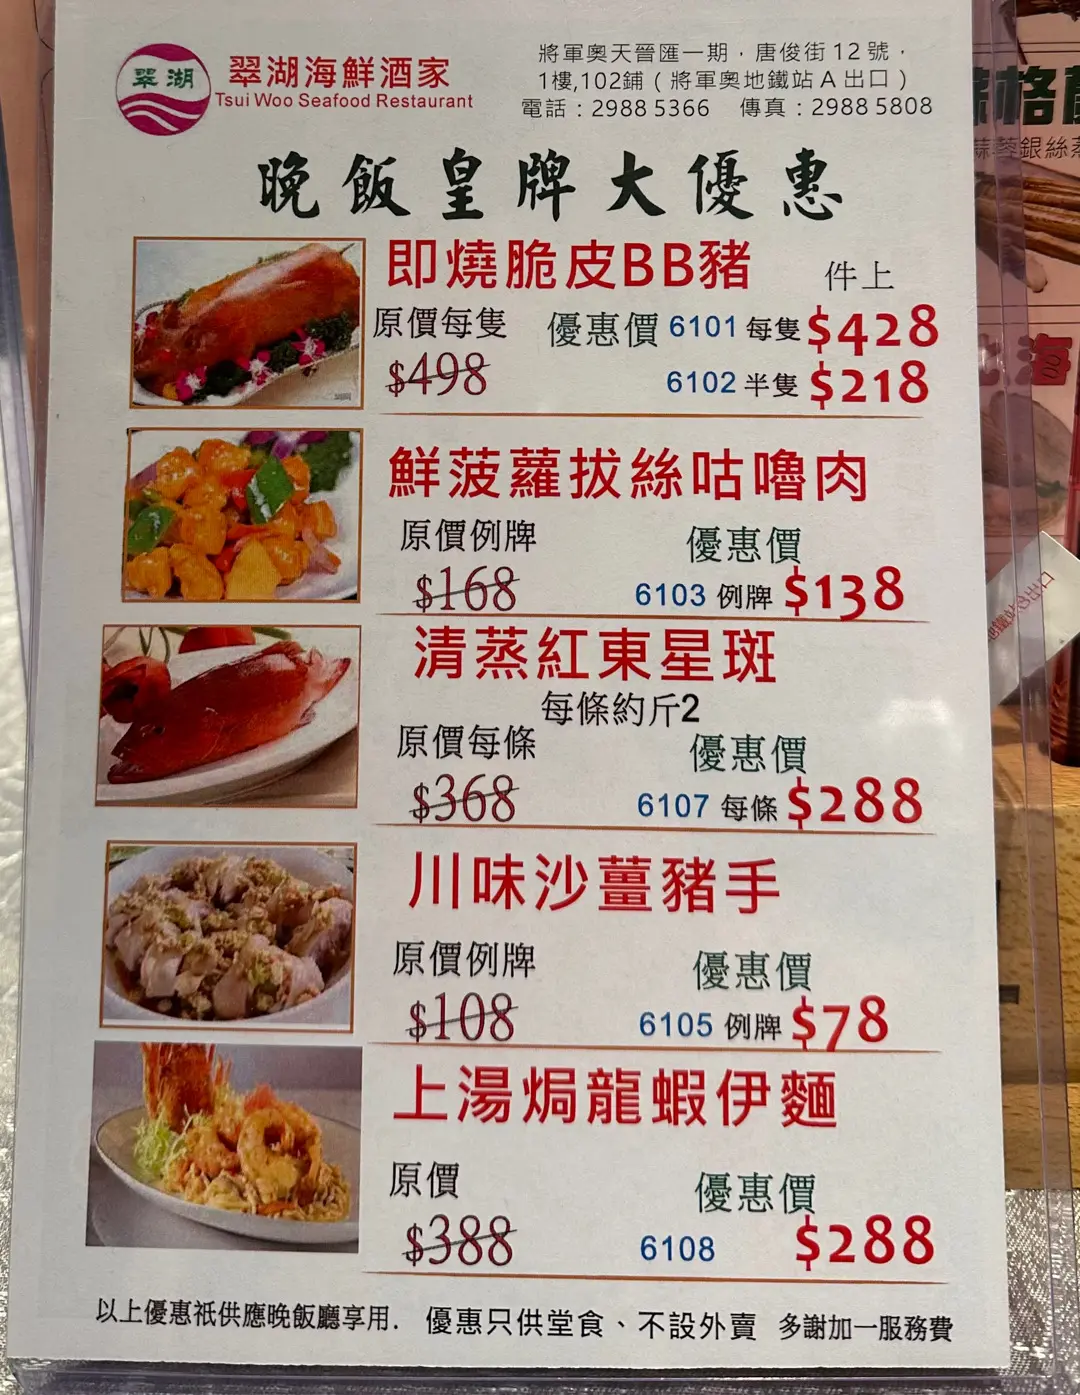 翠湖
翠湖海鮮酒家
Tsui Woo Seafood Restaurant
將軍奧天晉匯一期，唐俊街 12 號，
1樓,102鋪（將軍奧地鐵站 A 出口）
電話：2988 5366 傳真：2988 5808
晚飯皇牌大優惠
即燒脆皮BB豬 件上
原價每隻 優惠價 6101 每隻 $428
$498 6102 半隻 $218
鮮菠蘿拔絲咕嚕肉
原價例牌 優惠價
$168 6103 例牌 $138
清蒸紅東星斑
每條約斤2
原價每條 優惠價
$368 6107 每條 $288
川味沙薑豬手
原價例牌 優惠價
$108 6105 例牌 $78
上湯焗龍蝦伊麵
原價 優惠價
$388 6108 $288
以上優惠祇供應晚飯廳享用. 優惠只供堂食、不設外賣 多謝加一服務費
格
銀絲
海